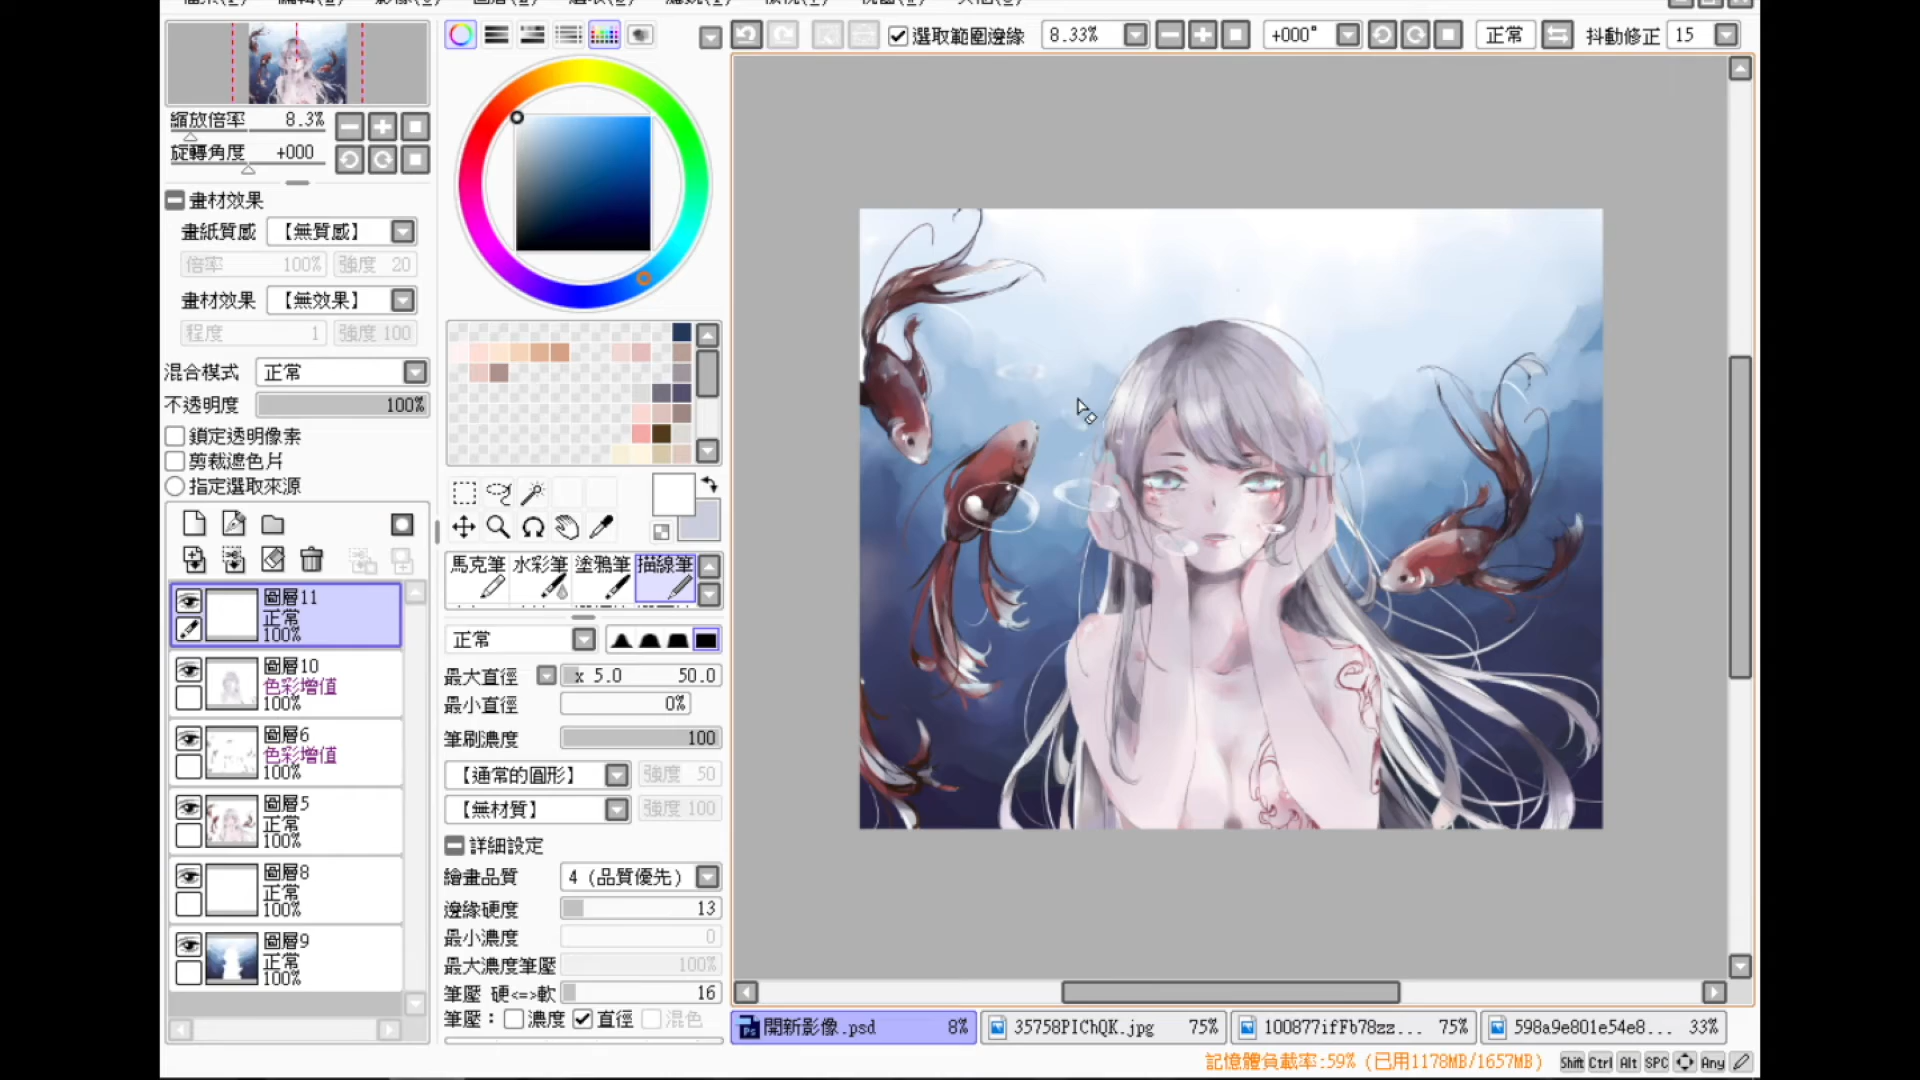 選取範圍邊緣 8.33% +000° 正常 抖動修正 15
縮放倍率 8.3%
旋轉角度 +000
畫材效果
畫紙質感 【無質感】
倍率 100% 強度 20
畫材效果 【無效果】
程度 1 強度 100
混合模式 正常
不透明度 100%
鎖定透明像素
剪裁遮色片
指定選取來源
圖層11
正常
100%
圖層10
色彩增值
100%
圖層6
色彩增值
100%
圖層5
正常
100%
圖層8
正常
100%
圖層9
正常
100%
馬克筆 水彩筆 塗鴉筆 描線筆
正常
最大直徑 x 5.0 50.0
最小直徑 0%
筆刷濃度 100
【通常的圓形】 強度 50
【無材質】 強度 100
詳細設定
繪畫品質 4 (品質優先)
邊緣硬度 13
最小濃度 0
最大濃度筆壓 100%
筆壓 硬<=>軟 16
筆壓: 濃度 直徑 混色
開新影像.psd 8%
35758PIChQK.jpg 75%
100877ifFb78zz... 75%
598a9e801e54e8... 33%
記憶體負載率:59% (已用1178MB/1657MB)
Shift Ctrl Alt SPC Any